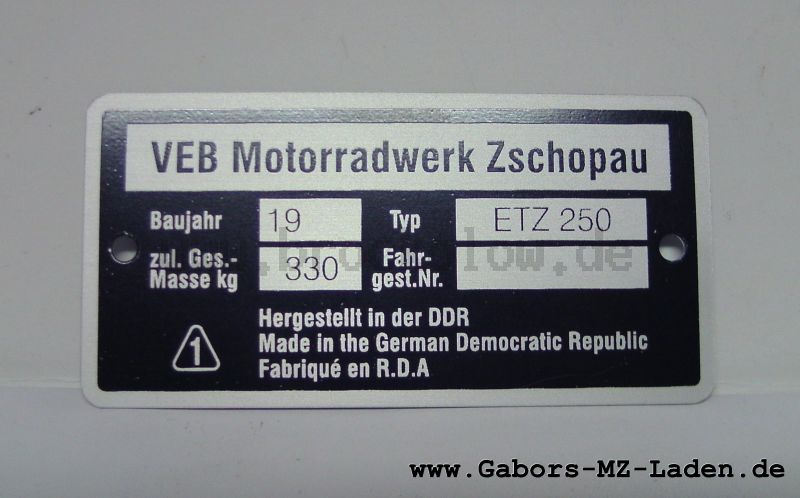 VEB Motorradwerk Zschopau
Baujahr 19 Typ ETZ 250
zul. Ges.-
Masse kg 330 Fahr-
gest.Nr.
1
Hergestellt in der DDR
Made in the German Democratic Republic
Fabriqué en R.D.A
www.Gabors-MZ-Laden.de